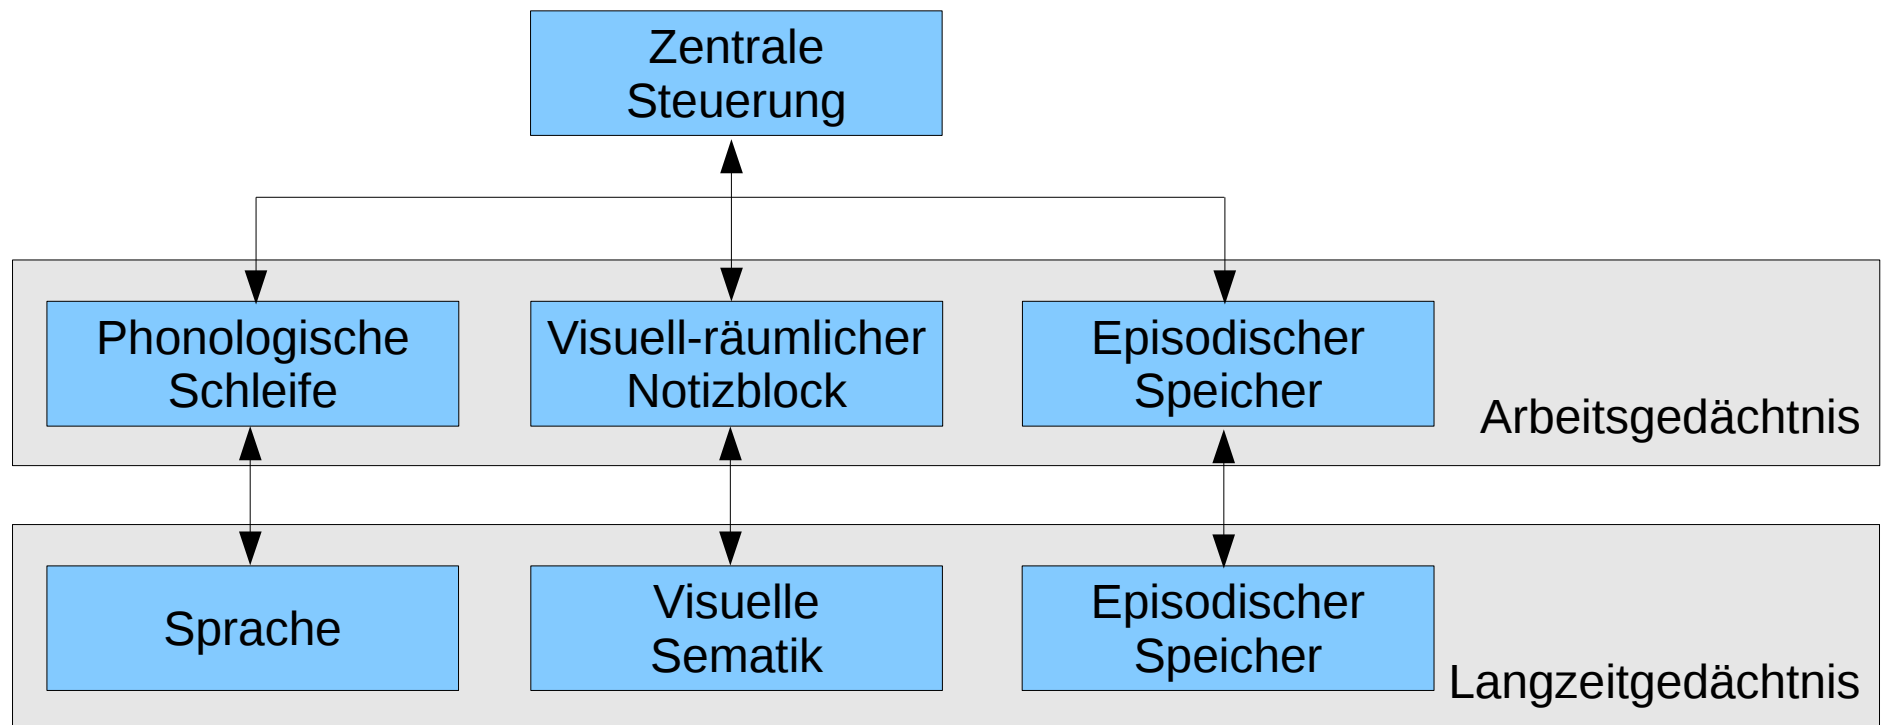 Zentrale
Steuerung
Phonologische
Schleife
Visuell-räumlicher
Notizblock
Episodischer
Speicher
Arbeitsgedächtnis
Sprache
Visuelle
Sematik
Episodischer
Speicher
Langzeitgedächtnis